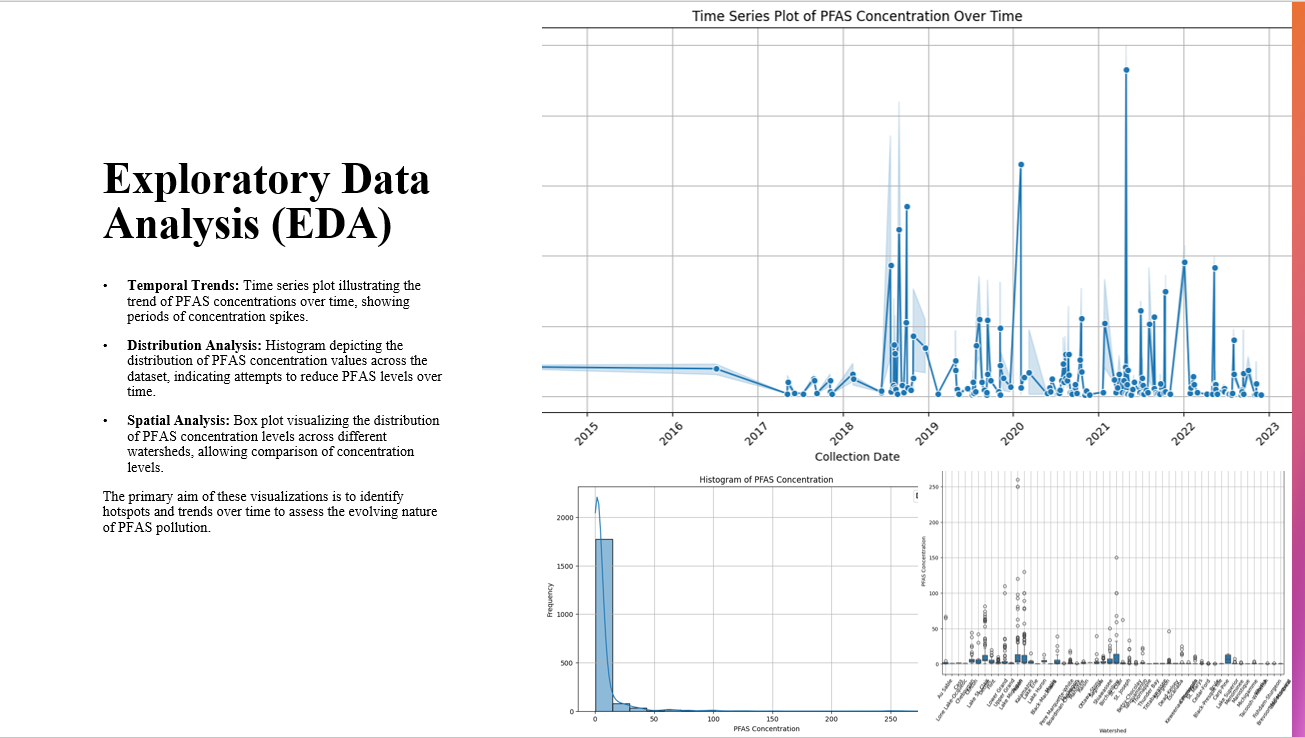 Exploratory Data
Analysis (EDA)
• Temporal Trends: Time series plot illustrating the
trend of PFAS concentrations over time, showing
periods of concentration spikes.
• Distribution Analysis: Histogram depicting the
distribution of PFAS concentration values across the
dataset, indicating attempts to reduce PFAS levels over
time.
• Spatial Analysis: Box plot visualizing the distribution
of PFAS concentration levels across different
watersheds, allowing comparison of concentration
levels.
The primary aim of these visualizations is to identify
hotspots and trends over time to assess the evolving nature
of PFAS pollution.
Time Series Plot of PFAS Concentration Over Time
2015 2016 2017 2018 2019 2020 2021 2022 2023
Collection Date
Histogram of PFAS Concentration
Frequency
2000
1500
1000
500
0
0 50 100 150 200 250
PFAS Concentration
PFAS Concentration
250
200
150
100
50
0
Au Sable
Watershed